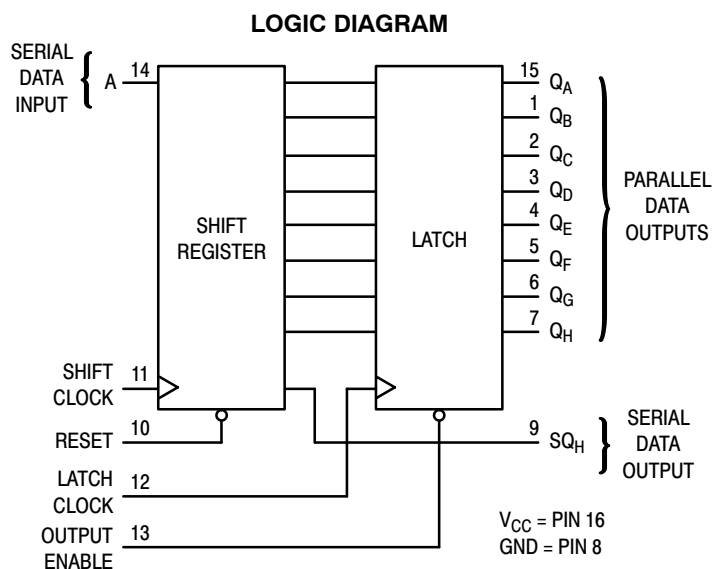 LOGIC DIAGRAM
SERIAL
DATA
INPUT
A
14
SHIFT
REGISTER
LATCH
15 QA
1 QB
2 QC
3 QD
4 QE
5 QF
6 QG
7 QH
PARALLEL
DATA
OUTPUTS
SHIFT
CLOCK
11
RESET 10
LATCH
CLOCK
12
OUTPUT
ENABLE
13
9 SQH
SERIAL
DATA
OUTPUT
VCC = PIN 16
GND = PIN 8